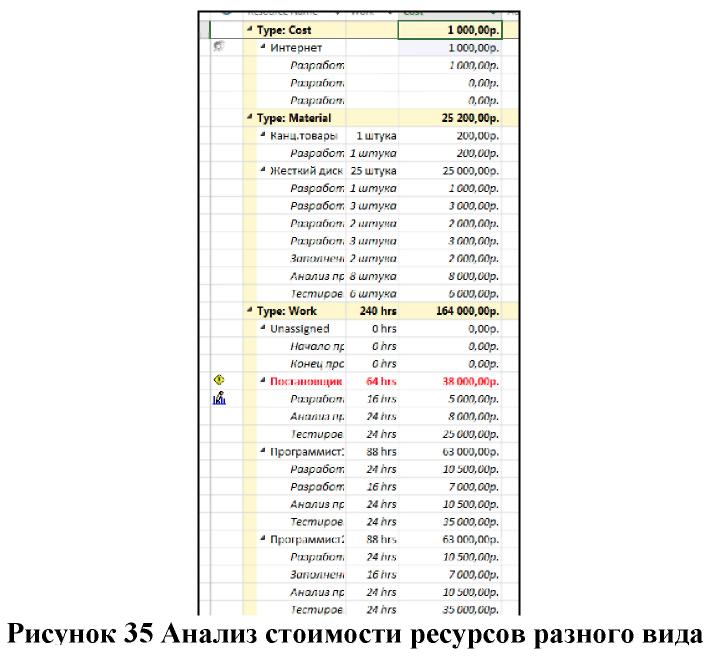 Resource Name Work Cost
Type: Cost 1 000,00р.
Интернет 1 000,00р.
Разработ 1 000,00р.
Разработ 0,00р.
Разработ 0,00р.
Type: Material 25 200,00р.
Канц.товары 1 штука 200,00р.
Разработ 1 штука 200,00р.
Жесткий диск 25 штука 25 000,00р.
Разработ 1 штука 1 000,00р.
Разработ 3 штука 3 000,00р.
Разработ 2 штука 2 000,00р.
Разработ 3 штука 3 000,00р.
Заполнен 2 штука 2 000,00р.
Анализ пр 8 штука 8 000,00р.
Тестиров 6 штука 6 000,00р.
Type: Work 240 hrs 164 000,00р.
Unassigned 0 hrs 0,00р.
Начало пр 0 hrs 0,00р.
Конец про 0 hrs 0,00р.
Постановщик 64 hrs 38 000,00р.
Разработ 16 hrs 5 000,00р.
Анализ пр 24 hrs 8 000,00р.
Тестиров 24 hrs 25 000,00р.
Программист 88 hrs 63 000,00р.
Разработ 24 hrs 10 500,00р.
Разработ 16 hrs 7 000,00р.
Анализ пр 24 hrs 10 500,00р.
Тестиров 24 hrs 35 000,00р.
Программист 88 hrs 63 000,00р.
Разработ 24 hrs 10 500,00р.
Заполнен 16 hrs 7 000,00р.
Анализ пр 24 hrs 10 500,00р.
Тестиров 24 hrs 35 000,00р.
Рисунок 35 Анализ стоимости ресурсов разного вида